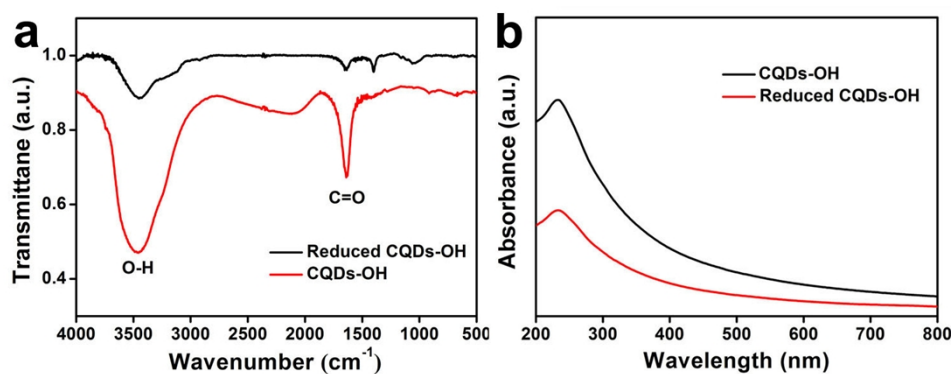 a
Transmittane (a.u.)
1.0
0.8
0.6
0.4
O-H
C=O
Reduced CQDs-OH
CQDs-OH
4000 3500 3000 2500 2000 1500 1000 500
Wavenumber (cm⁻¹)
b
Absorbance (a.u.)
CQDs-OH
Reduced CQDs-OH
200 300 400 500 600 700 800
Wavelength (nm)